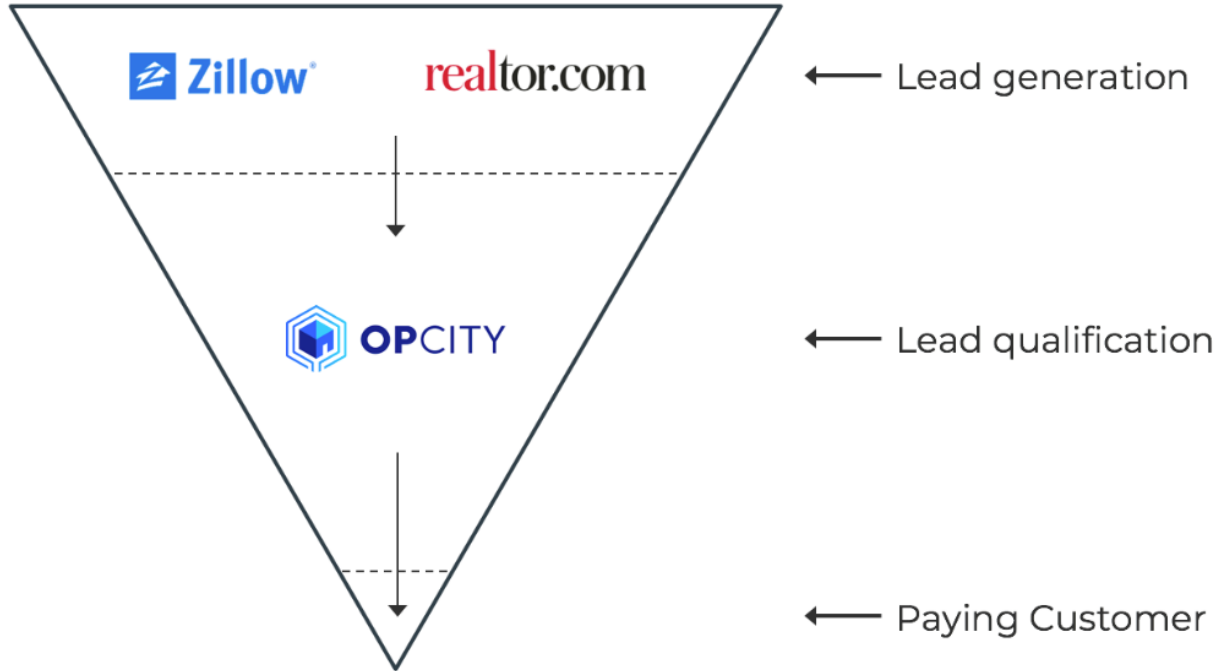 Zillow® realtor.com Lead generation
OPCITY Lead qualification
Paying Customer